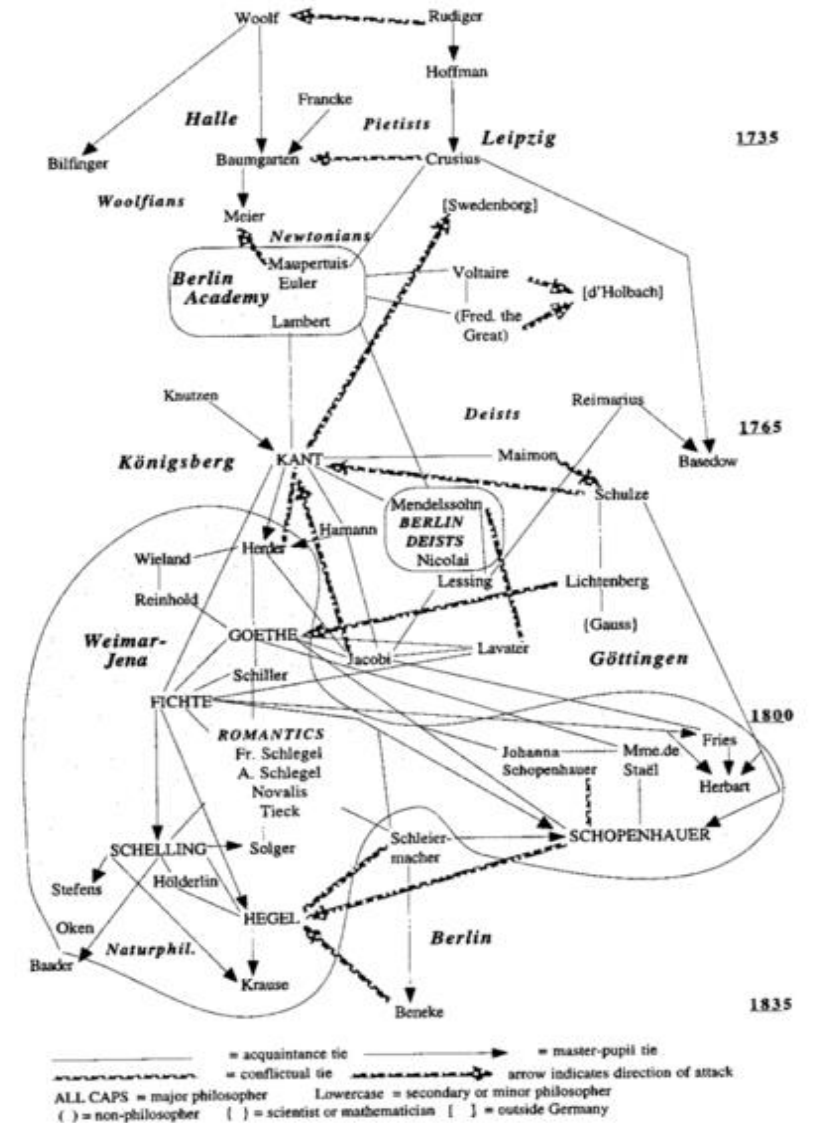 Woolf Rudiger
Hoffman
Francke
Halle Pietists Leipzig 1735
Bilfinger Baumgarten Crusius
Woolfians
Meier [Swedenborg]
Newtonians
Berlin Academy
Maupertuis
Euler
Lambert
Voltaire
(Fred. the Great)
[d'Holbach]
Knutzen Reimarius
Deists 1765
Königsberg KANT Maimon Basedow
Schulze
Mendelssohn
BERLIN
DEISTS
Nicolai
Hamann
Wieland Herder
Lessing Lichtenberg
Reinhold
{Gauss}
Weimar-
Jena
GOETHE
Jacobi Lavater
Göttingen
Schiller
FICHTE
1800
ROMANTICS
Fr. Schlegel
A. Schlegel
Novalis
Tieck
Johanna
Schopenhauer
Mme.de
Staël
Fries
Herbart
SCHELLING Solger
Schleier-
macher
SCHOPENHAUER
Stefens Hölderlin
HEGEL
Oken
Baader Naturphil.
Berlin
Krause
Beneke
1835
= acquaintance tie = master-pupil tie
= conflictual tie arrow indicates direction of attack
ALL CAPS = major philosopher Lowercase = secondary or minor philosopher
( ) = non-philosopher { } = scientist or mathematician [ ] = outside Germany